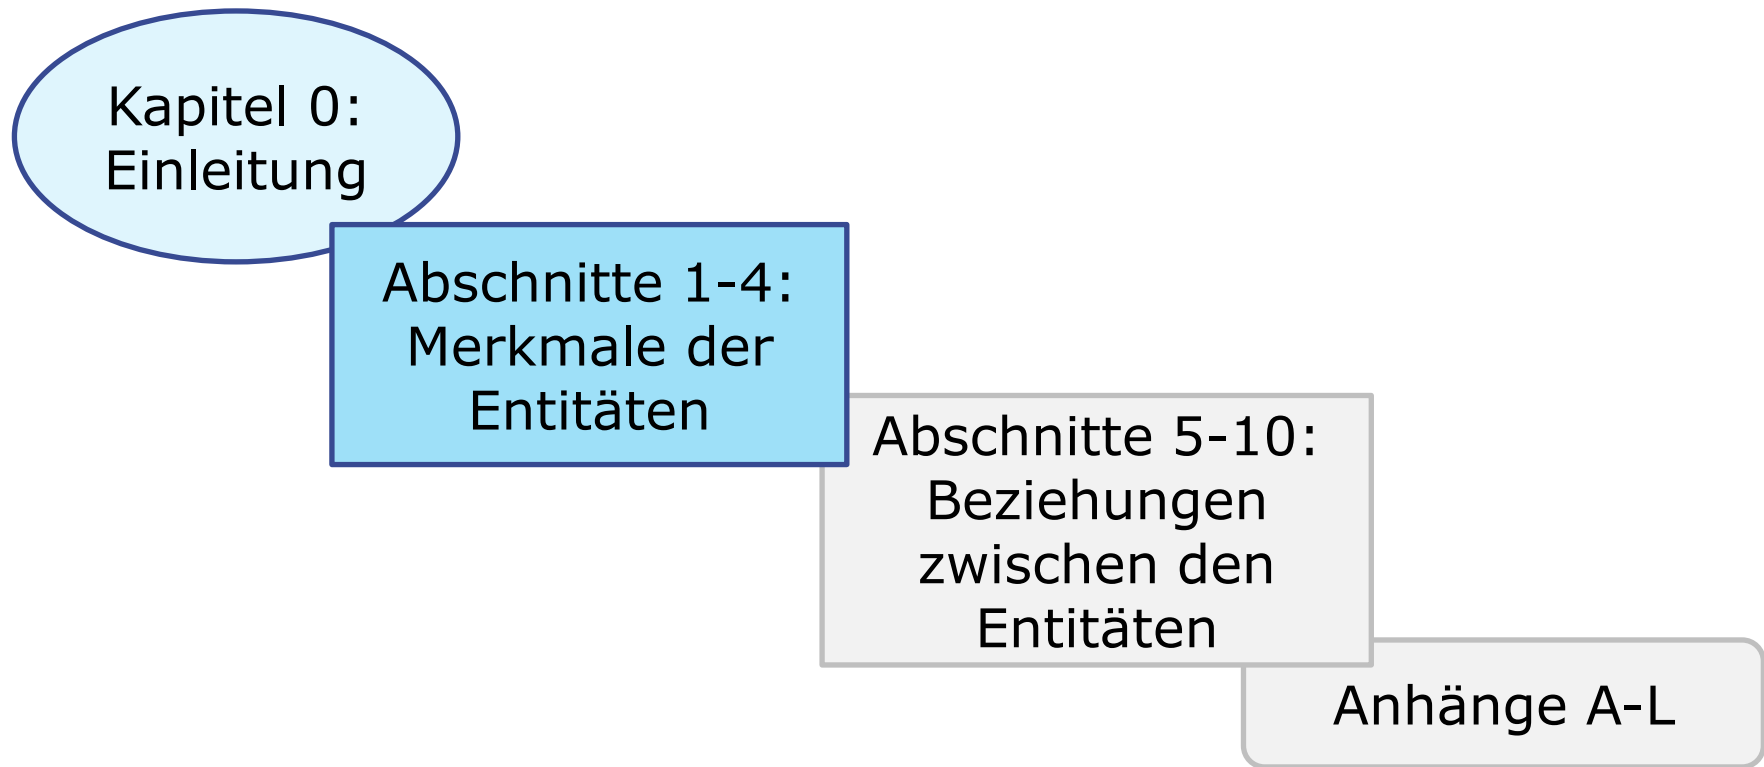 Kapitel 0:
Einleitung
Abschnitte 1-4:
Merkmale der
Entitäten
Abschnitte 5-10:
Beziehungen
zwischen den
Entitäten
Anhänge A-L